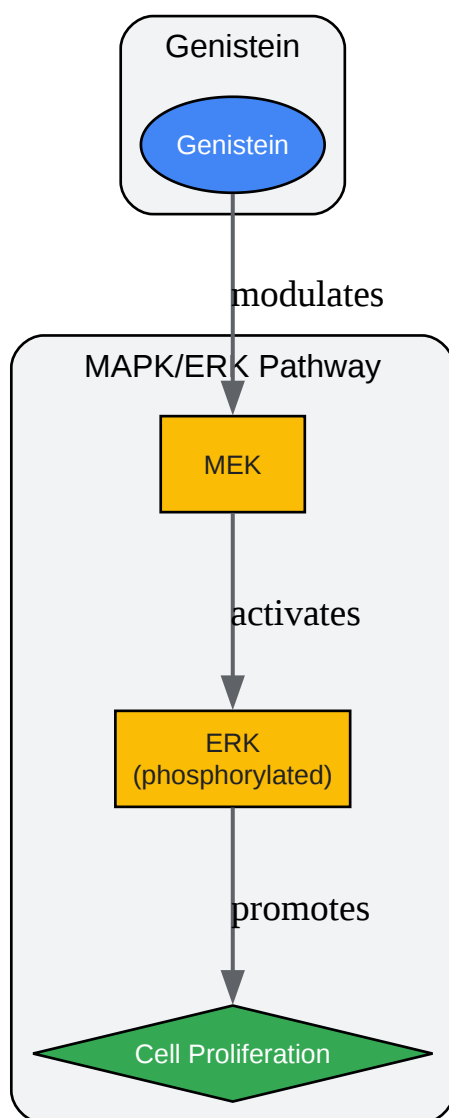 Genistein
Genistein
modulates
MAPK/ERK Pathway
MEK
activates
ERK
(phosphorylated)
promotes
Cell Proliferation